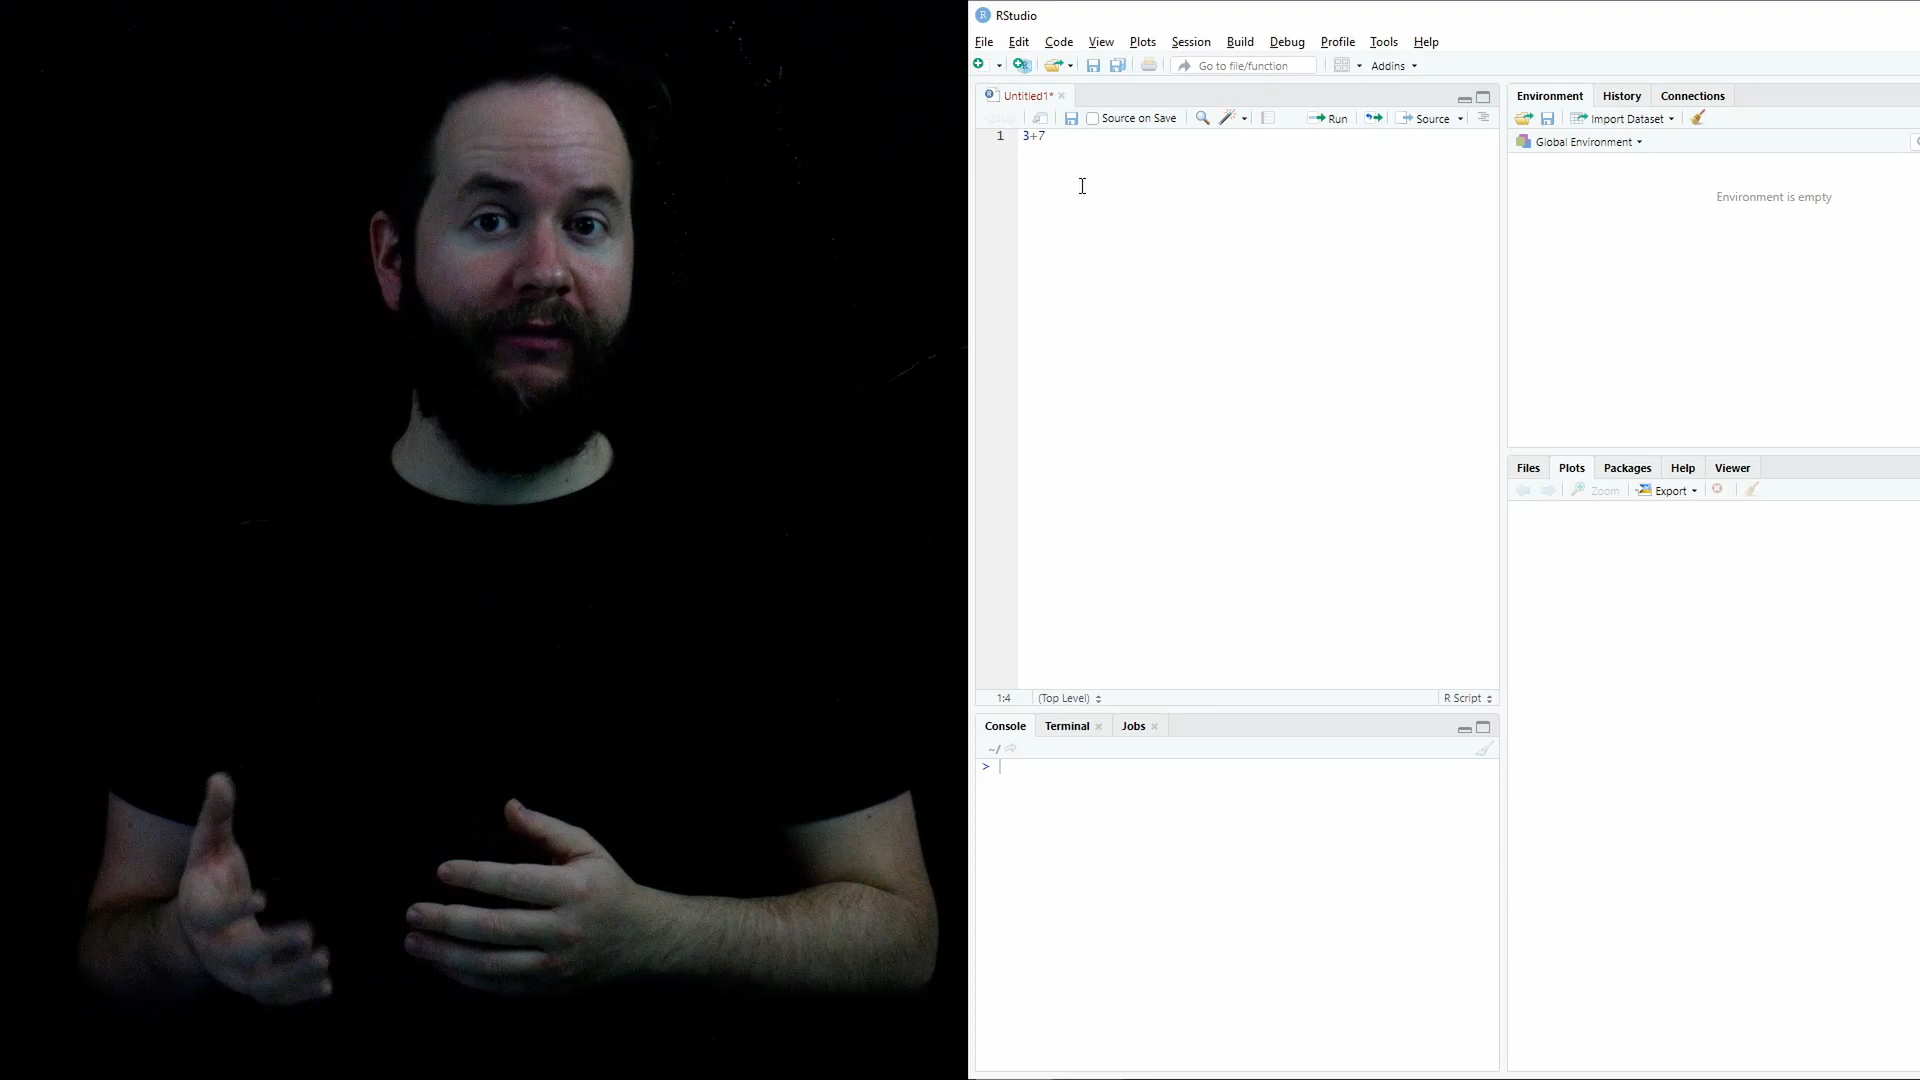 RStudio
File Edit Code View Plots Session Build Debug Profile Tools Help
Go to file/function Addins
Untitled1*
Source on Save Run Source
1 3+7
1:4 (Top Level) R Script
Console Terminal Jobs
~/
>
Environment History Connections
Import Dataset
Global Environment
Environment is empty
Files Plots Packages Help Viewer
Zoom Export